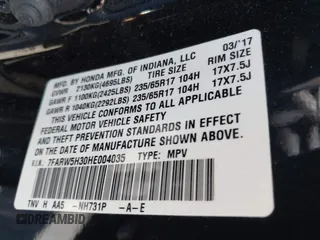 MFD. BY HONDA MFG. OF INDIANA, LLC 03/'17
GVWR 2130KG(4695LBS) TIRE SIZE RIM SIZE
GAWR F 1100KG(2425LBS) 235/65R17 104H 17X7.5J
GAWR R 1040KG(2292LBS) 235/65R17 104H 17X7.5J
THIS VEHICLE CONFORMS TO ALL APPLICABLE
FEDERAL MOTOR VEHICLE SAFETY, BUMPER,
AND THEFT PREVENTION STANDARDS IN EFFECT
ON THE DATE OF MANUFACTURE SHOWN ABOVE.
V.I.N. 7FARW5H30HE004035 TYPE: MPV
TNV H AA5 -NH731P -A-E
AUTOBIDMASTER